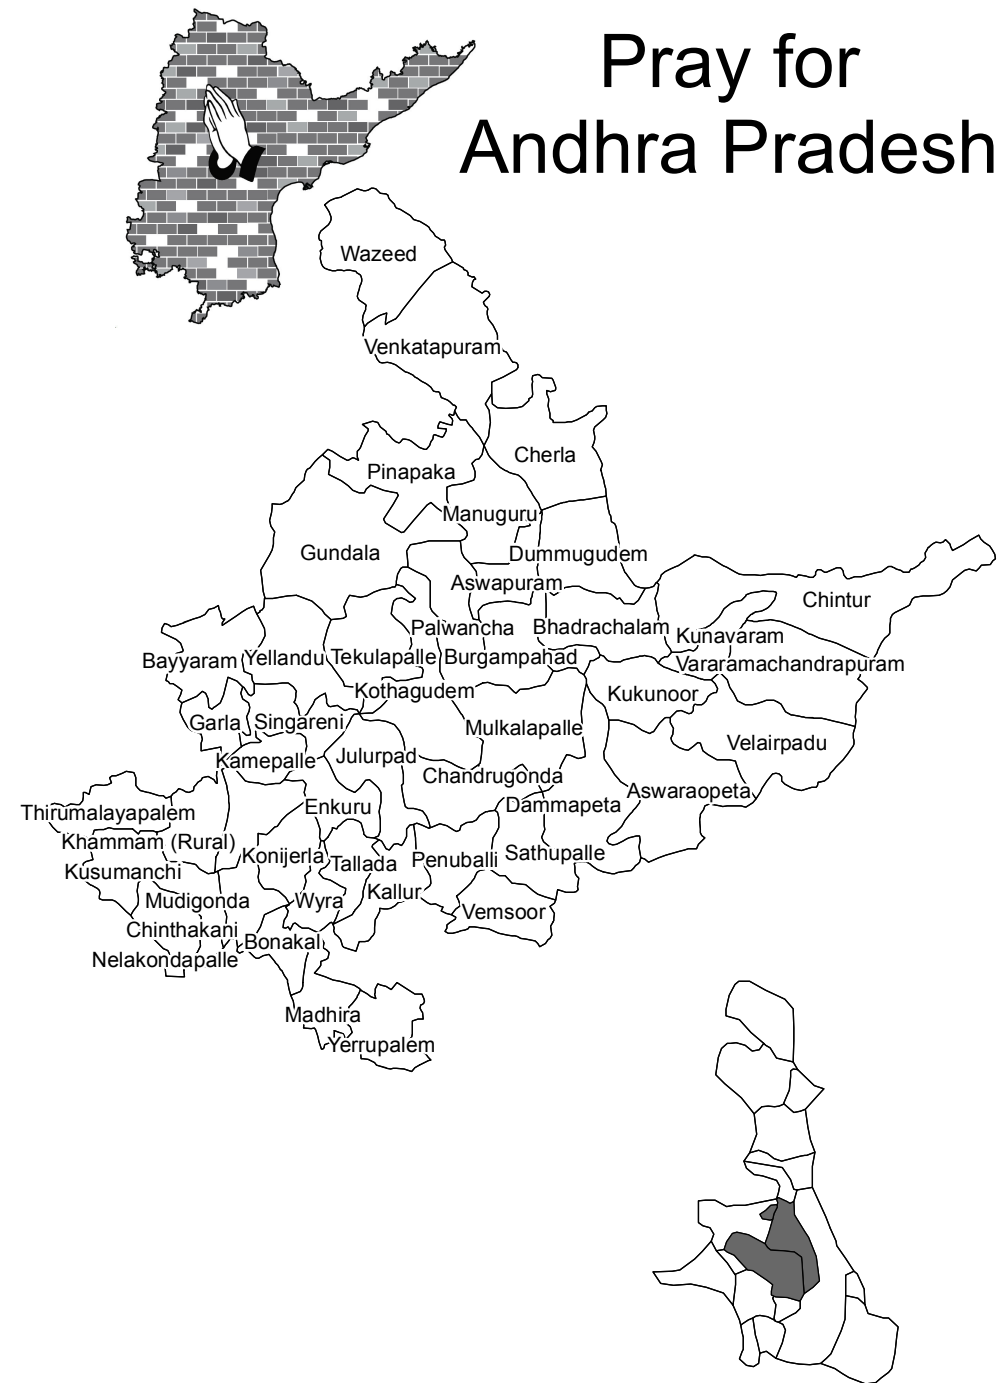 Pray for
Andhra Pradesh
Wazeed
Venkatapuram
Cherla
Pinapaka
Manuguru
Gundala
Dummugudem
Aswapuram
Chintur
Palwancha
Bhadrachalam
Kunavaram
Bayyaram
Yellandu
Tekulapalle
Burgampahad
Vararamachandrapuram
Kothagudem
Kukunoor
Garla
Singareni
Mulkalapalle
Velairpadu
Kamepalle
Julurpad
Chandrugonda
Aswaraopeta
Thirumalayapalem
Enkuru
Dammapeta
Khammam (Rural)
Konijerla
Tallada
Penuballi
Sathupalle
Kusumanchi
Mudigonda
Wyra
Kallur
Vemsoor
Chinthakani
Bonakal
Nelakondapalle
Madhira
Yerrupalem